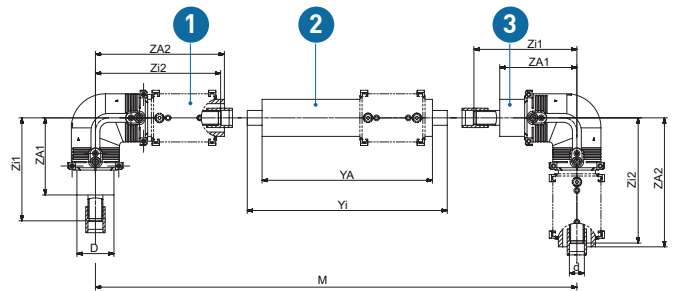 1 2 3
ZA2 Zi1
Zi2 ZA1
Zi1 ZA1 Zi2 ZA2
YA
D Yi d
M